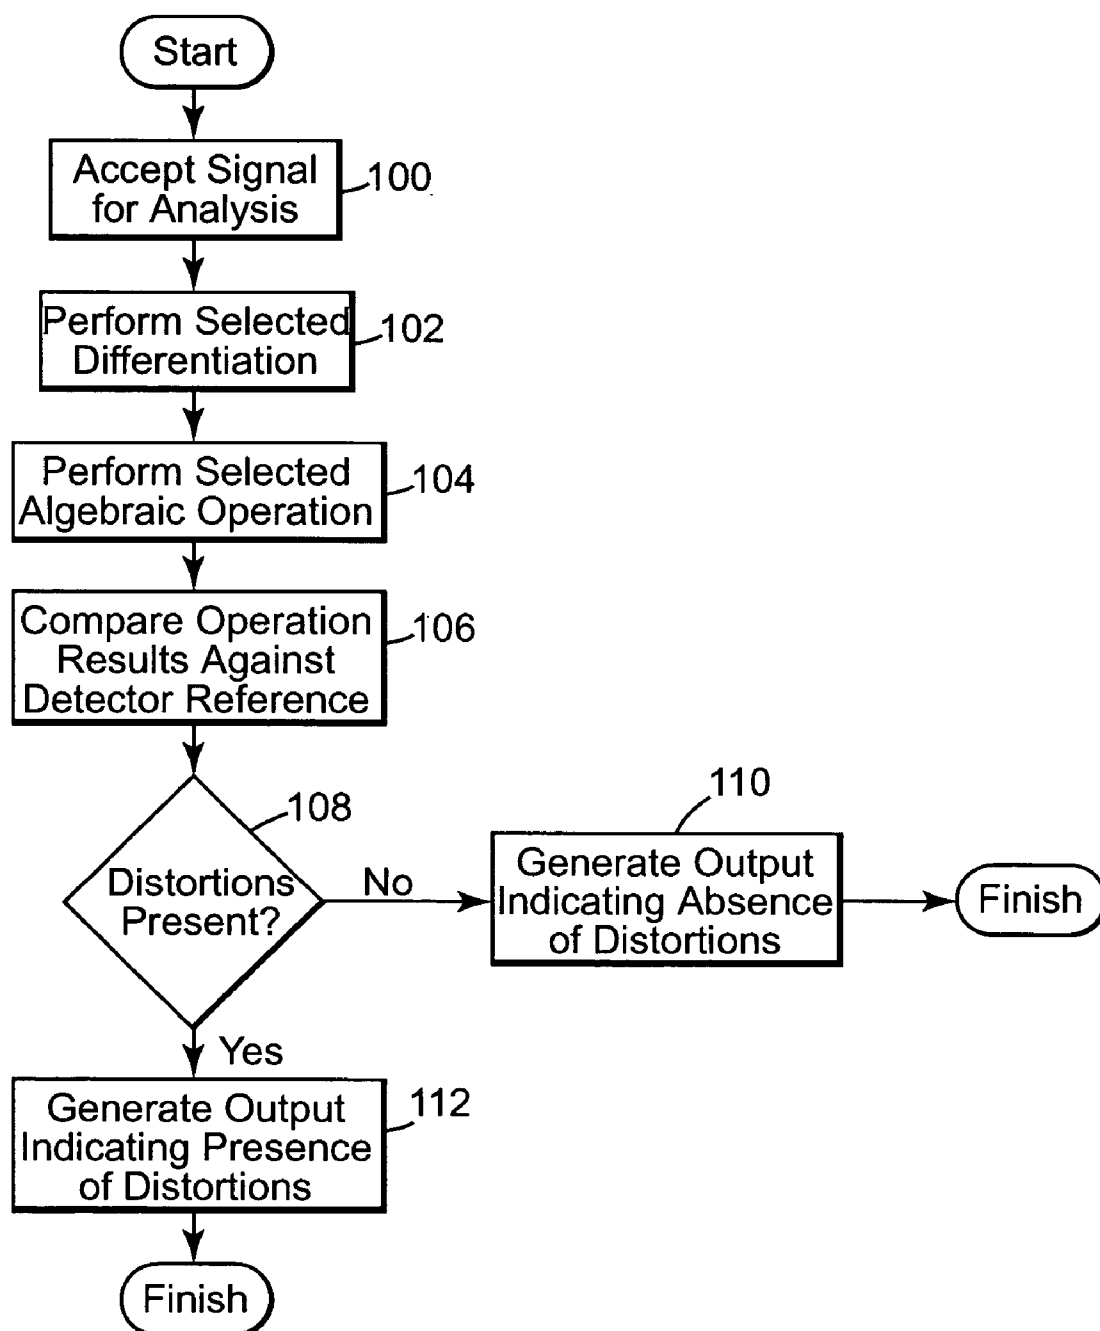 Start
Accept Signal
for Analysis
100
Perform Selected
Differentiation
102
Perform Selected
Algebraic Operation
104
Compare Operation
Results Against
Detector Reference
106
Distortions
Present?
108
No
110
Generate Output
Indicating Absence
of Distortions
Finish
Yes
Generate Output
Indicating Presence
of Distortions
112
Finish